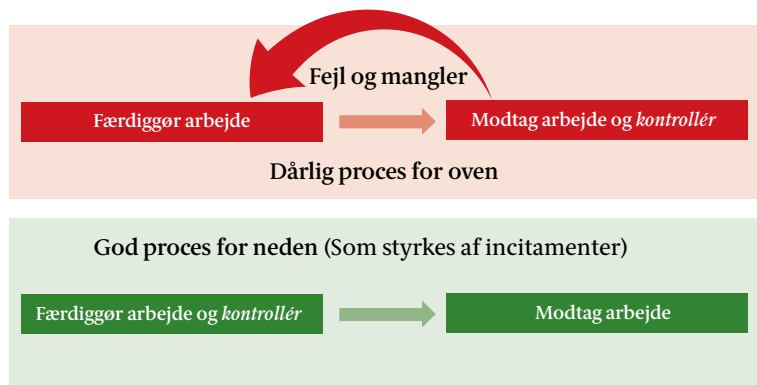 Fejl og mangler
Færdiggør arbejde
Modtag arbejde og kontrollér
Dårlig proces for oven
God proces for neden (Som styrkes af incitamenter)
Færdiggør arbejde og kontrollér
Modtag arbejde